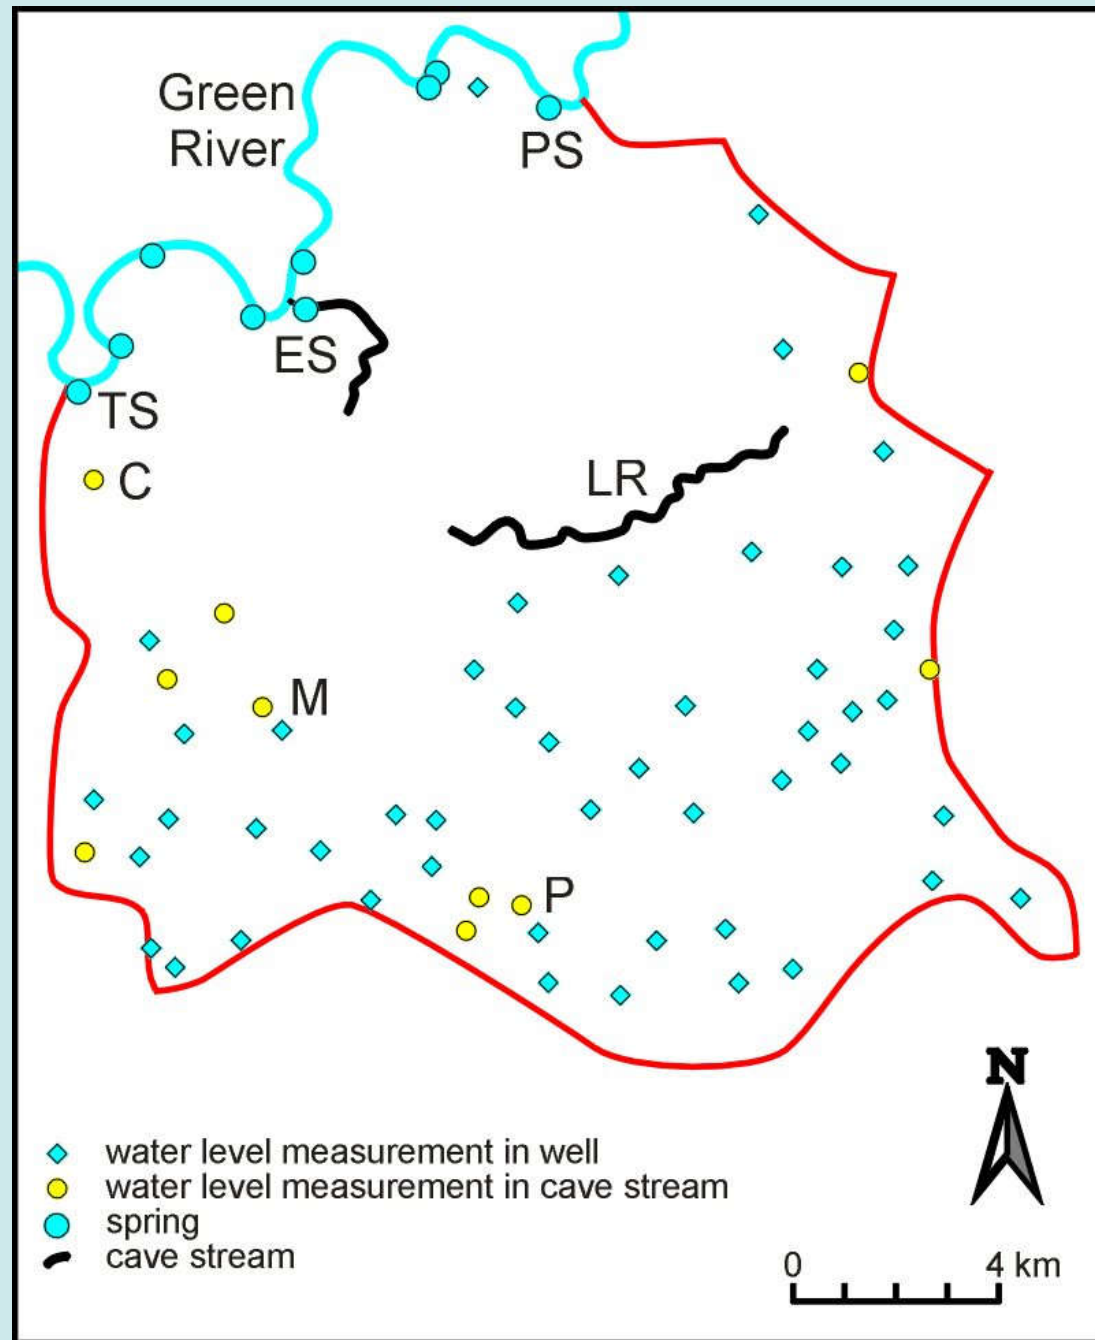 Green
River
PS
ES
TS
C
LR
M
P
N
water level measurement in well
water level measurement in cave stream
spring
cave stream
0 4 km